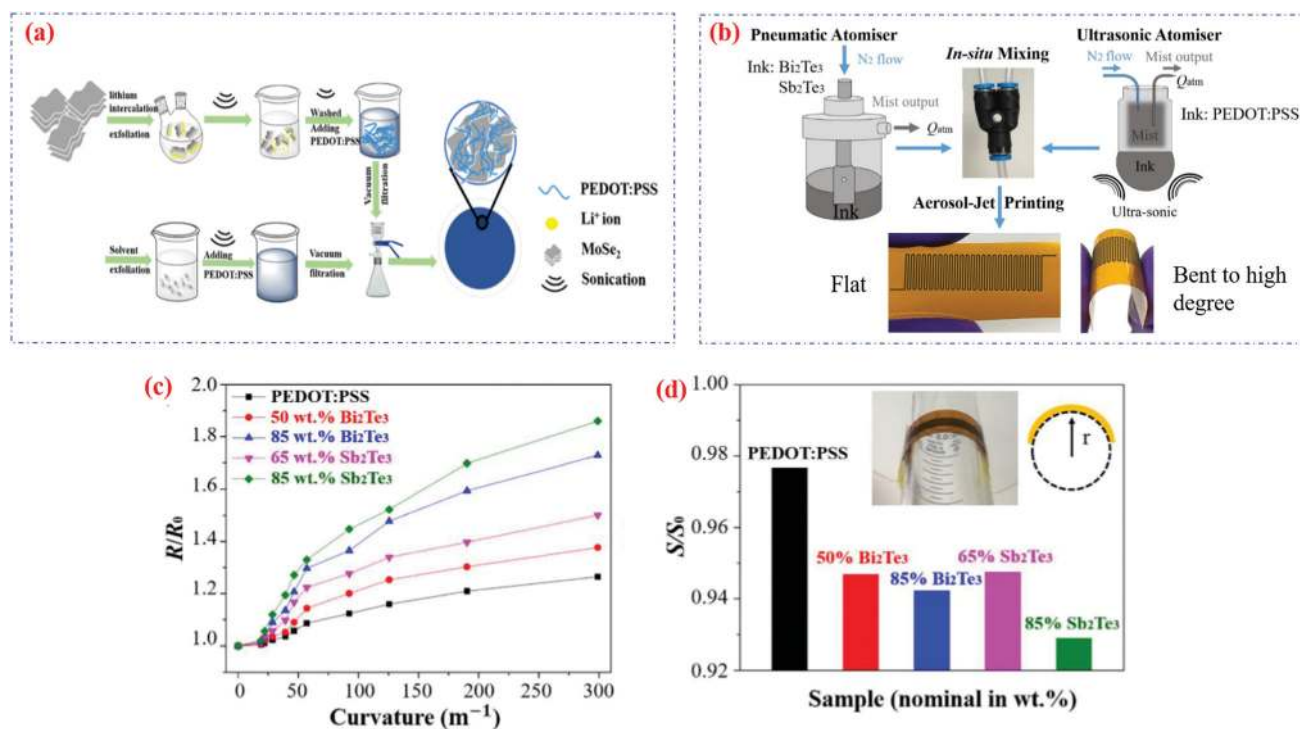 (a)
lithium
intercalation
exfoliation
Washed
Adding
PEDOT:PSS
Vacuum
filtration
Solvent
exfoliation
Adding
PEDOT:PSS
Vacuum
filtration
PEDOT:PSS
Li⁺ ion
MoSe₂
Sonication
(b)
Pneumatic Atomiser
N₂ flow
Ink: Bi₂Te₃
Sb₂Te₃
Mist output
Qatm
Ink
In-situ Mixing
Ultrasonic Atomiser
N₂ flow
Mist output
Qatm
Ink: PEDOT:PSS
Mist
Ink
Ultra-sonic
Aerosol-Jet Printing
Flat
Bent to high
degree
(c)
PEDOT:PSS
50 wt.% Bi₂Te₃
85 wt.% Bi₂Te₃
65 wt.% Sb₂Te₃
85 wt.% Sb₂Te₃
R/R₀
2.0
1.8
1.6
1.4
1.2
1.0
0 50 100 150 200 250 300
Curvature (m⁻¹)
(d)
S/S₀
1.00
0.98
0.96
0.94
0.92
PEDOT:PSS
50% Bi₂Te₃
85% Bi₂Te₃
65% Sb₂Te₃
85% Sb₂Te₃
r
Sample (nominal in wt.%)